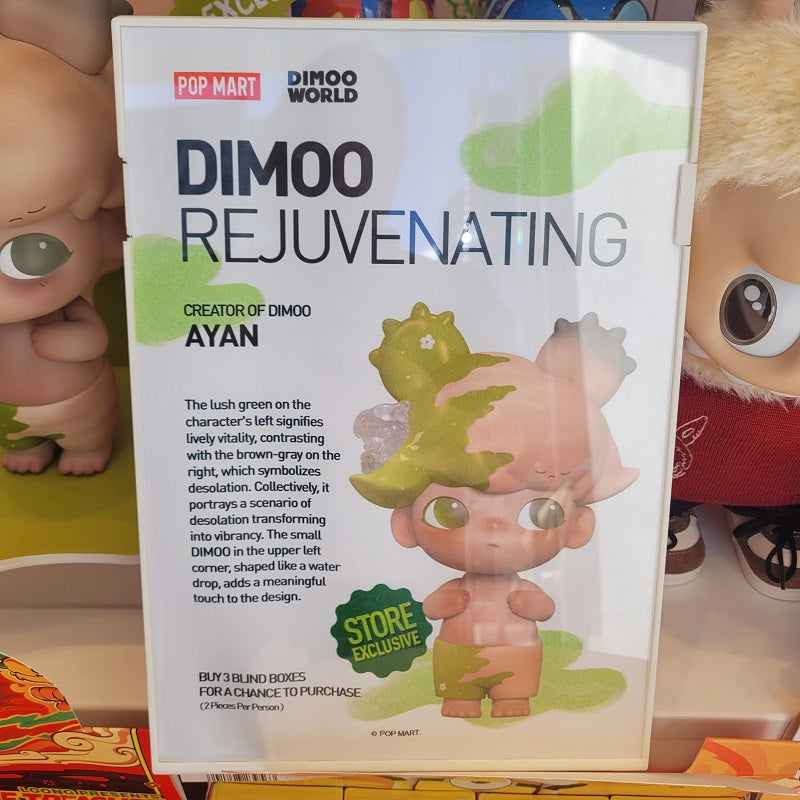 POP MART
DIMOO
WORLD
DIMOO
REJUVENATING
CREATOR OF DIMOO
AYAN
The lush green on the
character's left signifies
lively vitality, contrasting
with the brown-gray on the
right, which symbolizes
desolation. Collectively, it
portrays a scenario of
desolation transforming
into vibrancy. The small
DIMOO in the upper left
corner, shaped like a water
drop, adds a meaningful
touch to the design.
STORE
EXCLUSIVE
BUY 3 BLIND BOXES
FOR A CHANCE TO PURCHASE
(2 Pieces Per Person)
© POP MART.
LOONG PRESENTS